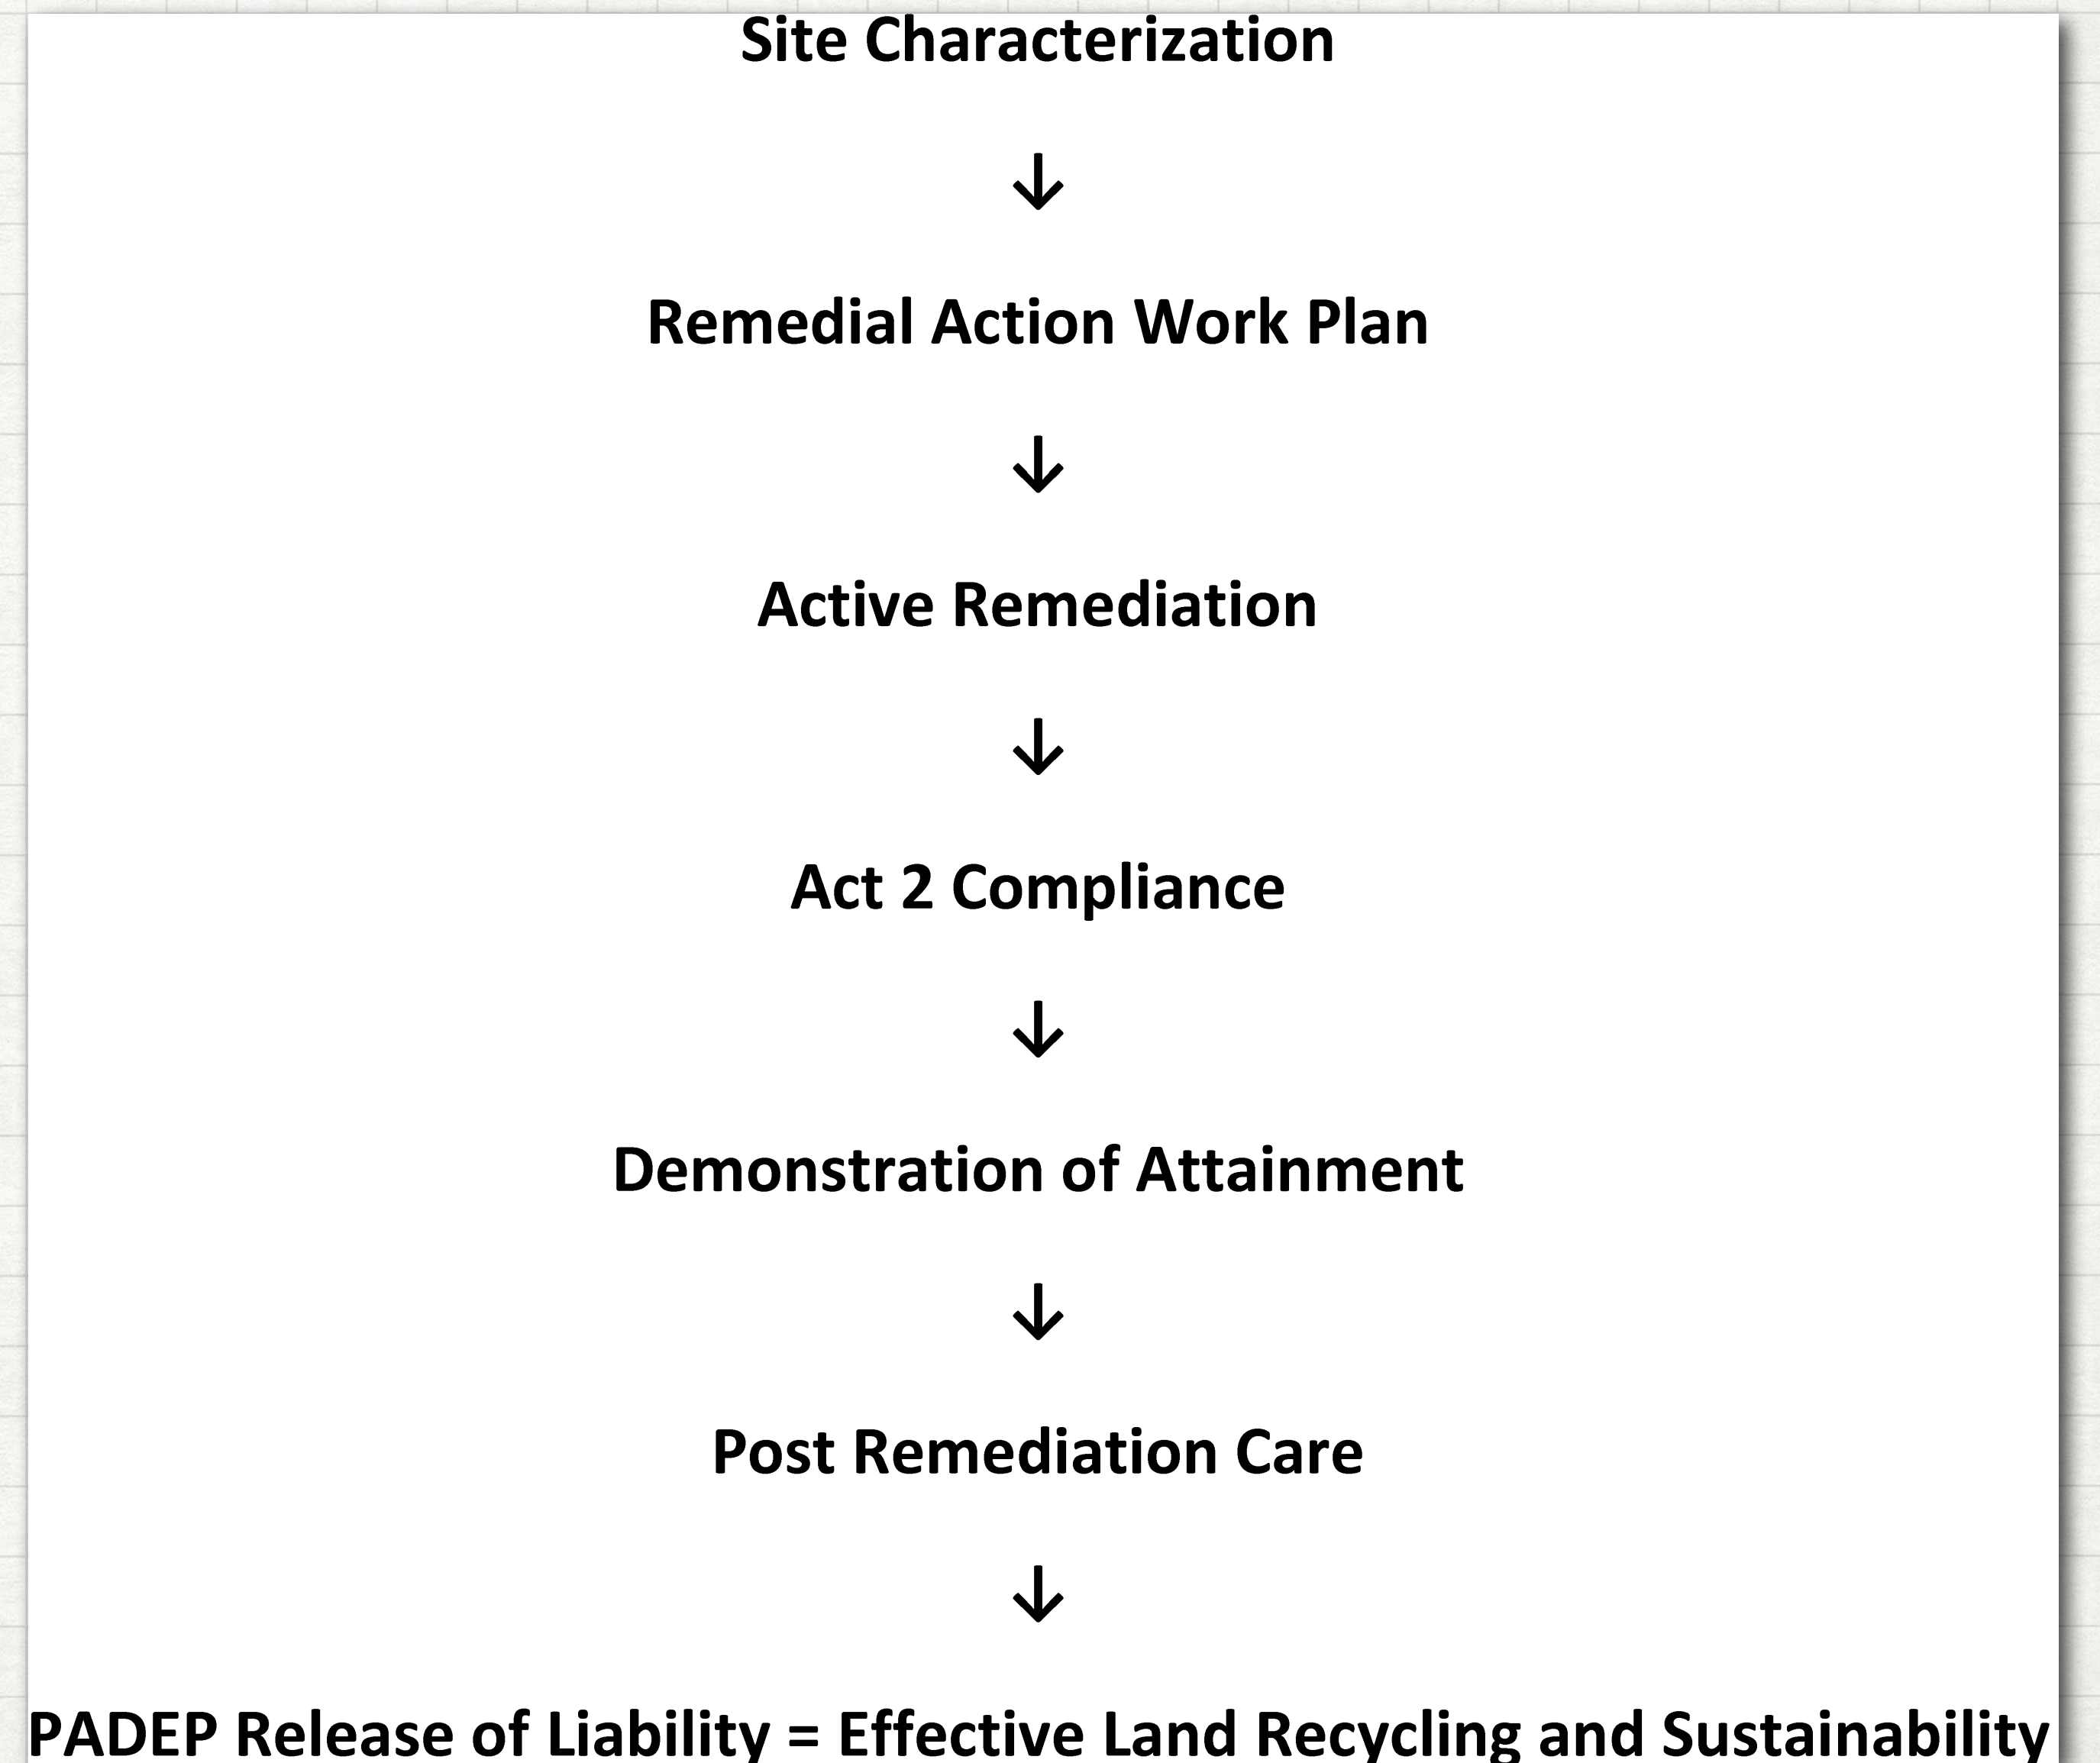 Site Characterization
↓
Remedial Action Work Plan
↓
Active Remediation
↓
Act 2 Compliance
↓
Demonstration of Attainment
↓
Post Remediation Care
↓
PADEP Release of Liability = Effective Land Recycling and Sustainability